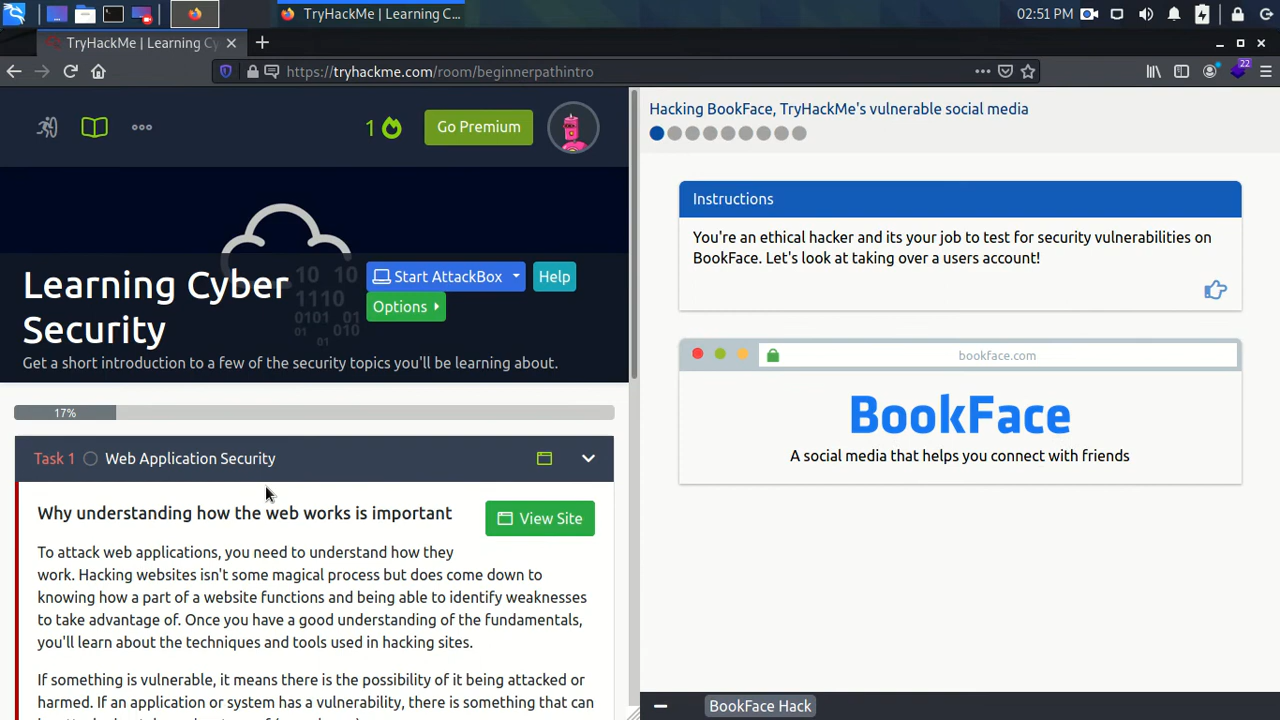 TryHackMe | Learning C...
02:51 PM
TryHackMe | Learning Cy
https://tryhackme.com/room/beginnerpathintro
22
1
Go Premium
Learning Cyber
Security
Start AttackBox
Help
Options
Get a short introduction to a few of the security topics you'll be learning about.
17%
Task 1
Web Application Security
Why understanding how the web works is important
View Site
To attack web applications, you need to understand how they
work. Hacking websites isn't some magical process but does come down to
knowing how a part of a website functions and being able to identify weaknesses
to take advantage of. Once you have a good understanding of the fundamentals,
you'll learn about the techniques and tools used in hacking sites.
If something is vulnerable, it means there is the possibility of it being attacked or
harmed. If an application or system has a vulnerability, there is something that can
Hacking BookFace, TryHackMe's vulnerable social media
Instructions
You're an ethical hacker and its your job to test for security vulnerabilities on
BookFace. Let's look at taking over a users account!
bookface.com
BookFace
A social media that helps you connect with friends
BookFace Hack